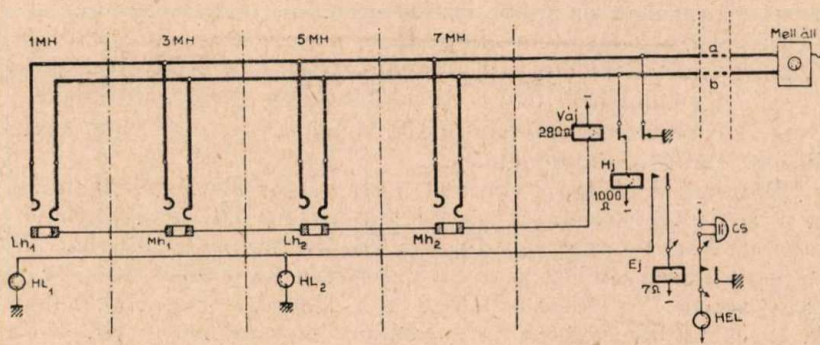 1MH 3MH 5MH 7MH
Mell áll
a
b
Váj
280Ω
Hj
1000
Ω
Lh₁ Mh₁ Lh₂ Mh₂
CS
Ej
7Ω
HL₁ HL₂
HEL